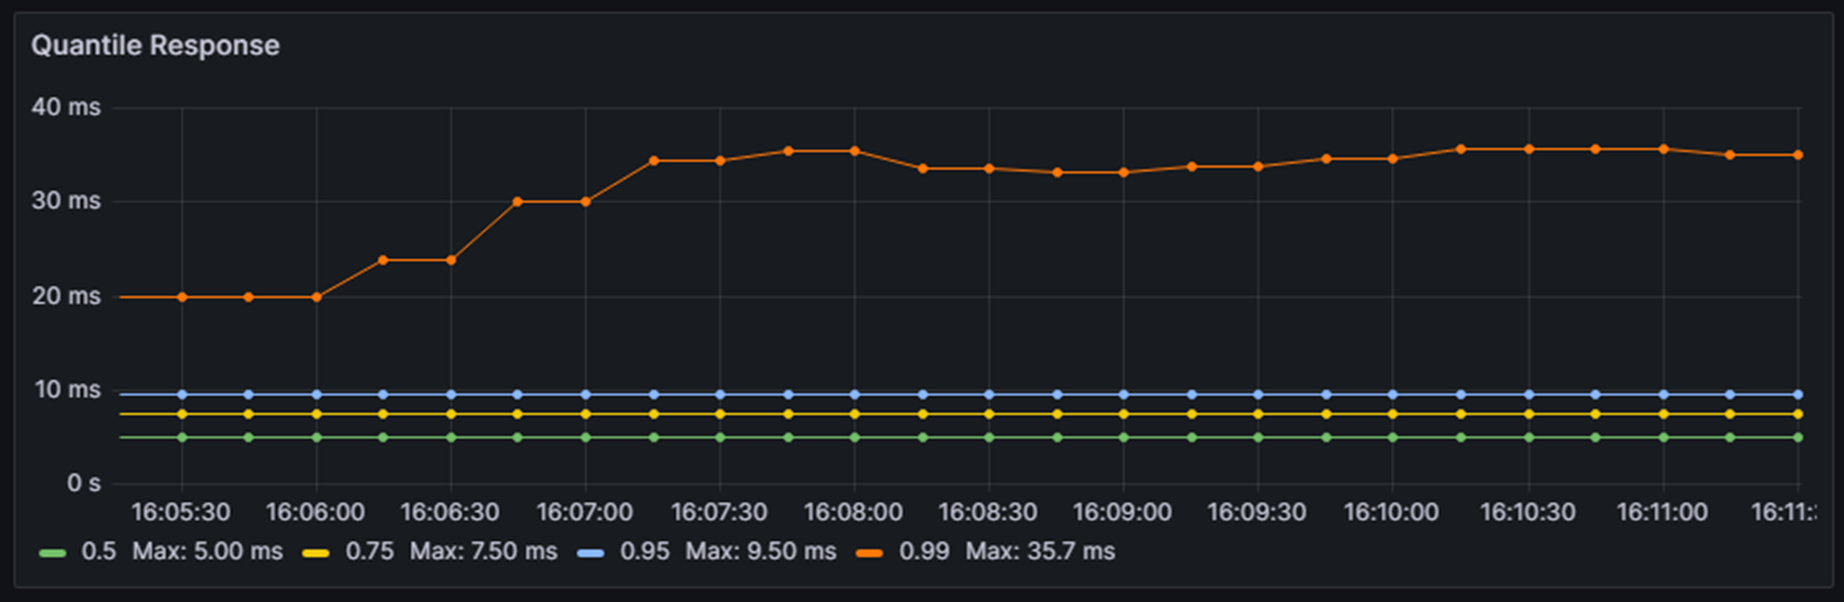 Quantile Response
40 ms
30 ms
20 ms
10 ms
0 s
16:05:30 16:06:00 16:06:30 16:07:00 16:07:30 16:08:00 16:08:30 16:09:00 16:09:30 16:10:00 16:10:30 16:11:00 16:11:
0.5 Max: 5.00 ms 0.75 Max: 7.50 ms 0.95 Max: 9.50 ms 0.99 Max: 35.7 ms